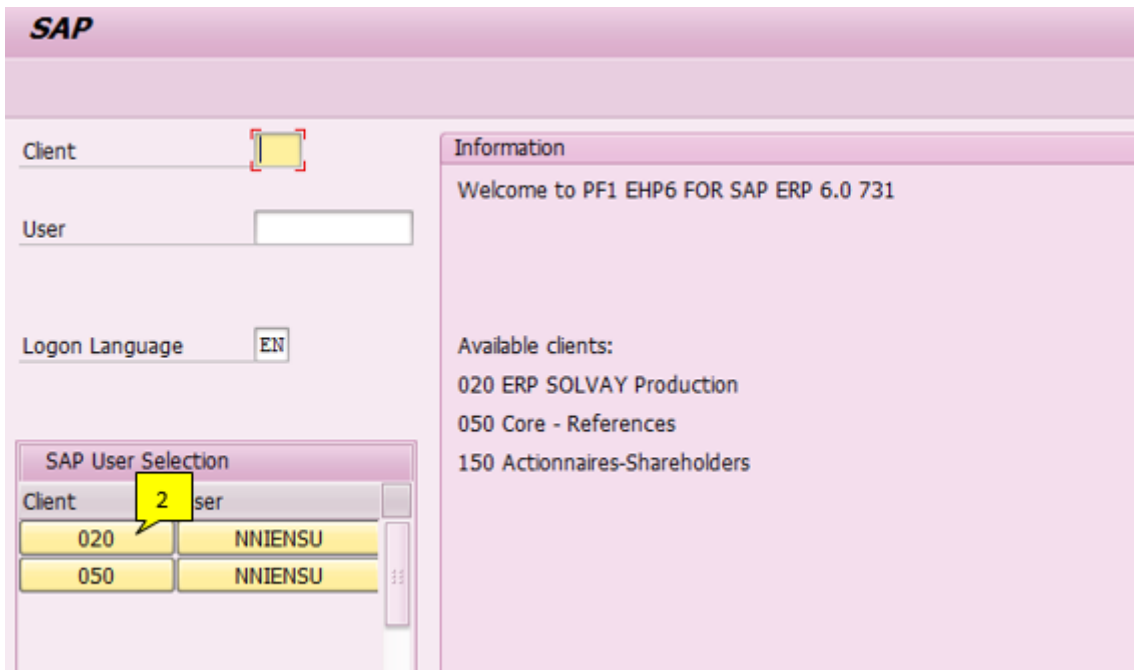 SAP
Client
User
Logon Language EN
SAP User Selection
Client 2 ser
020 NNIENSU
050 NNIENSU
Information
Welcome to PF1 EHP6 FOR SAP ERP 6.0 731
Available clients:
020 ERP SOLVAY Production
050 Core - References
150 Actionnaires-Shareholders